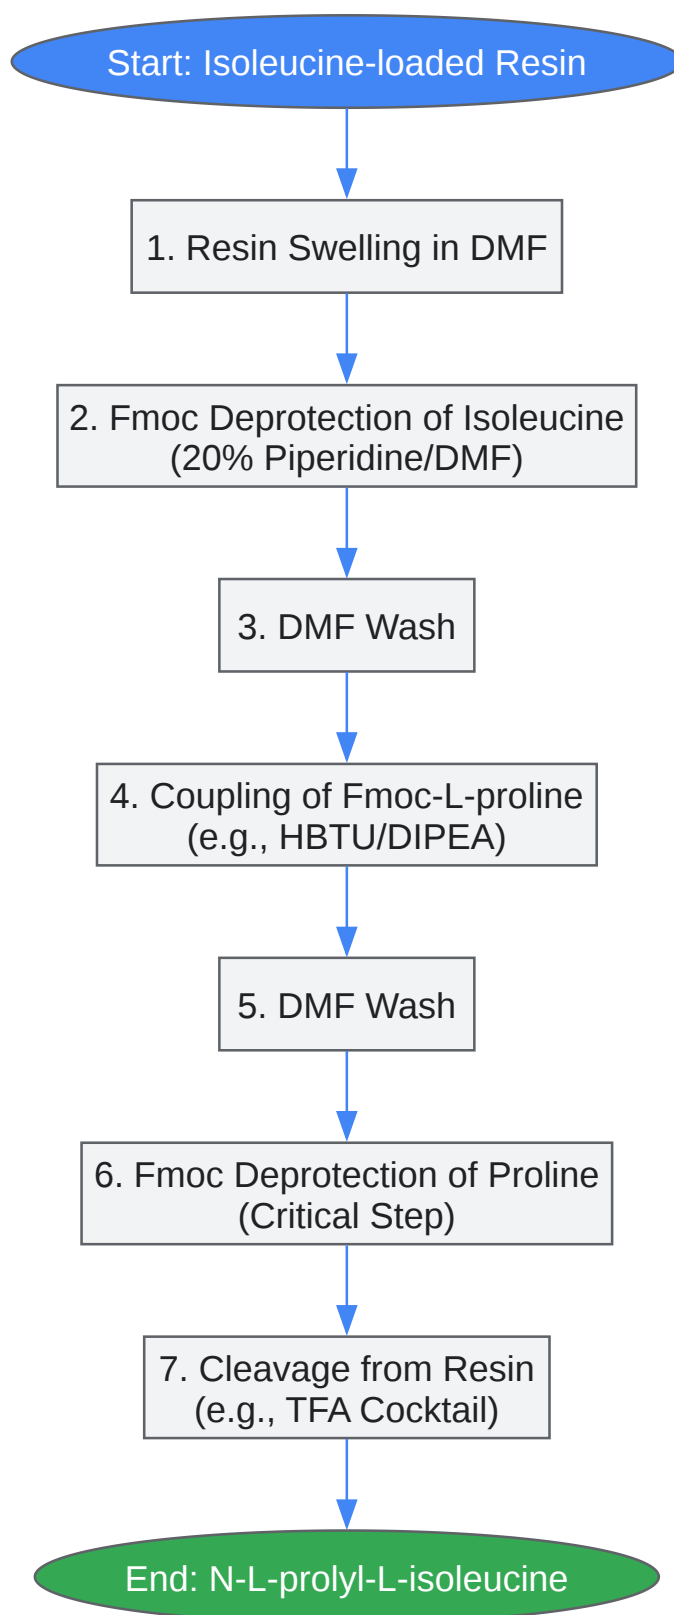 Start: Isoleucine-loaded Resin
1. Resin Swelling in DMF
2. Fmoc Deprotection of Isoleucine
(20% Piperidine/DMF)
3. DMF Wash
4. Coupling of Fmoc-L-proline
(e.g., HBTU/DIPEA)
5. DMF Wash
6. Fmoc Deprotection of Proline
(Critical Step)
7. Cleavage from Resin
(e.g., TFA Cocktail)
End: N-L-prolyl-L-isoleucine